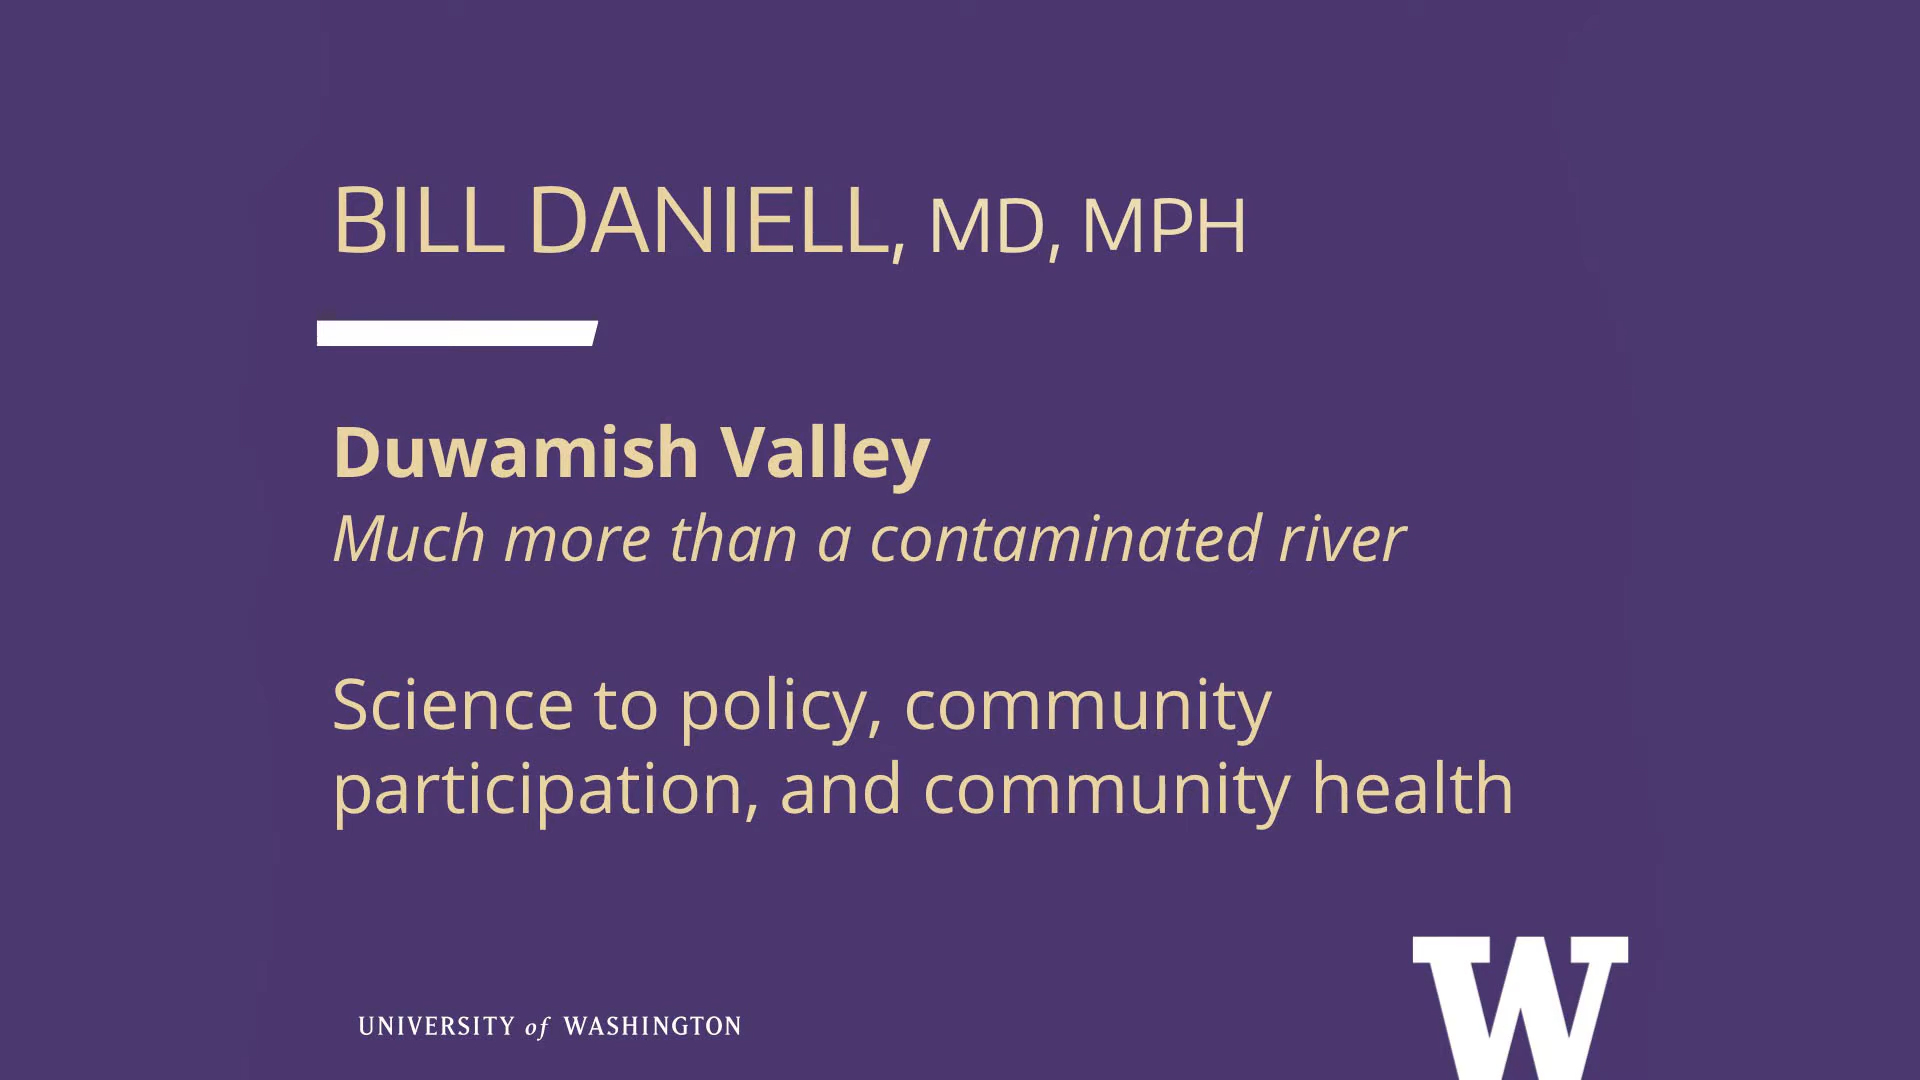 BILL DANIELL, MD, MPH
Duwamish Valley
Much more than a contaminated river
Science to policy, community
participation, and community health
UNIVERSITY of WASHINGTON
W